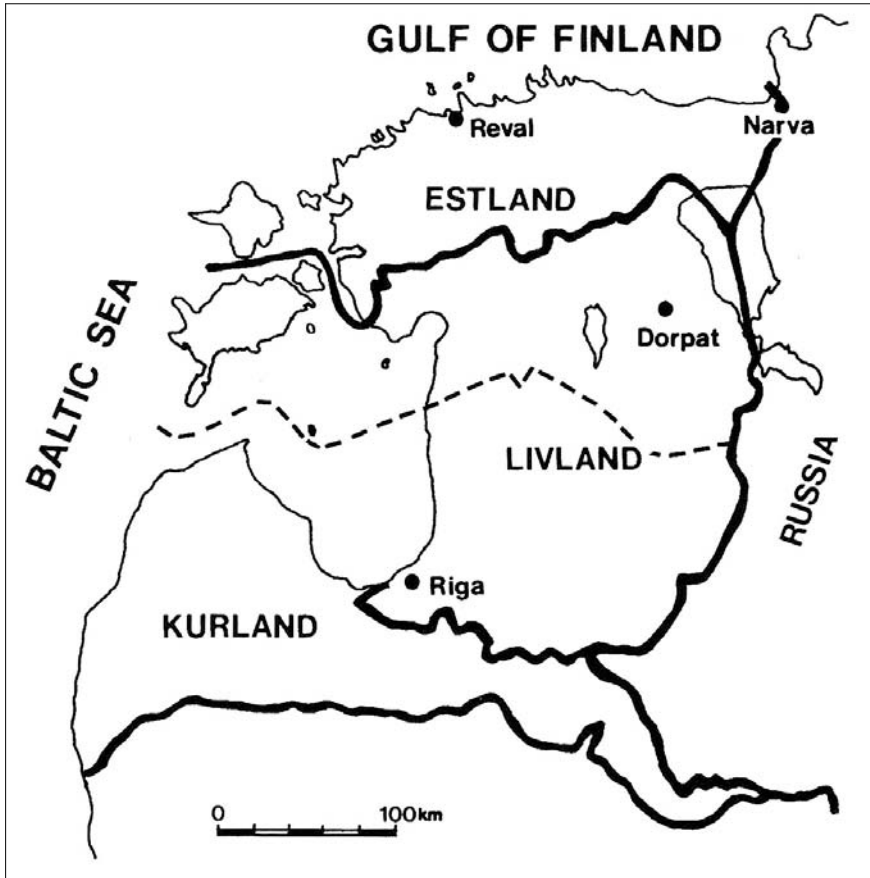 GULF OF FINLAND
Reval
Narva
ESTLAND
BALTIC SEA
Dorpat
LIVLAND
RUSSIA
Riga
KURLAND
0 100km